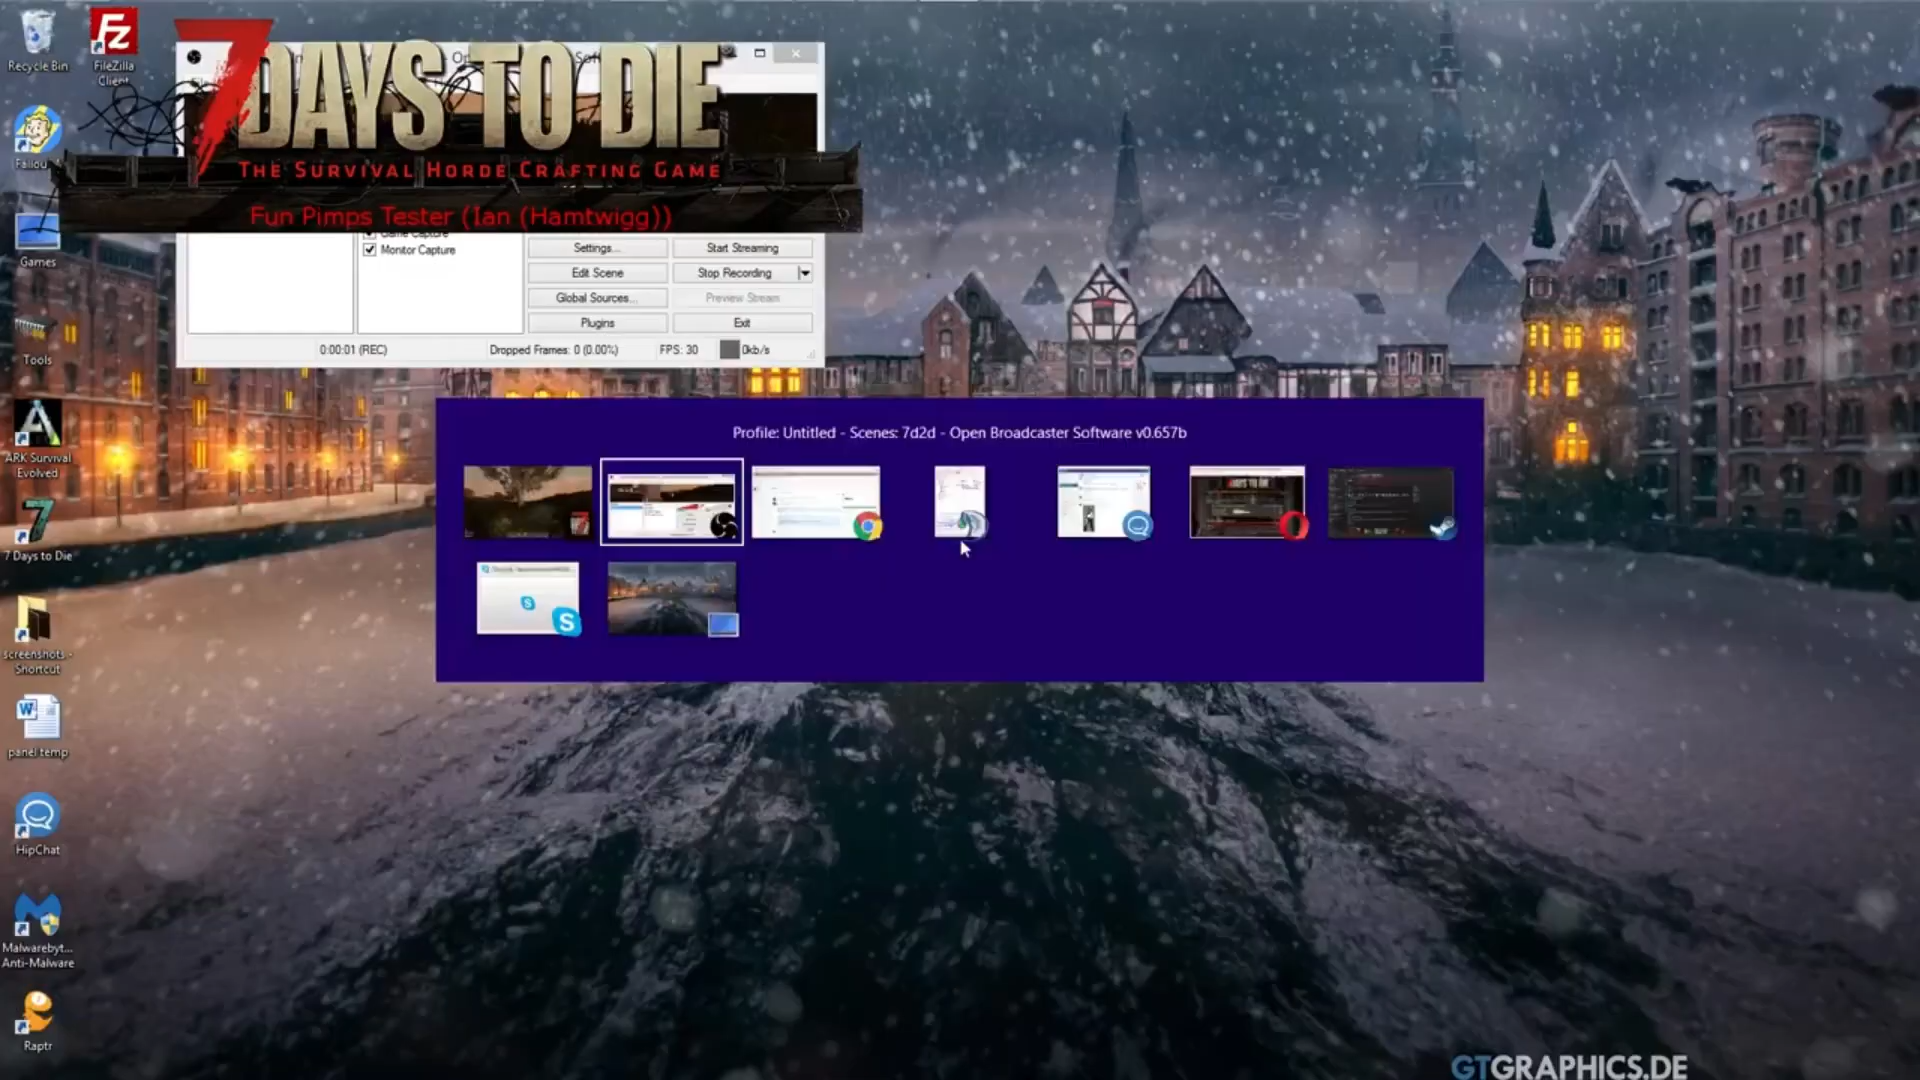 Recycle Bin
FileZilla
Client
7 DAYS TO DIE
THE SURVIVAL HORDE CRAFTING GAME
Fun Pimps Tester (Ian (Hamtwigg))
Games
Tools
ARK Survival
Evolved
7 Days to Die
screenshots -
Shortcut
panel temp
HipChat
Malwarebyt...
Anti-Malware
Raptr
Game Capture
Monitor Capture
Settings...
Start Streaming
Edit Scene
Stop Recording
Global Sources...
Preview Stream
Plugins
Exit
0:00:01 (REC)
Dropped Frames: 0 (0.00%)
FPS: 30
0kb/s
Profile: Untitled - Scenes: 7d2d - Open Broadcaster Software v0.657b
GTGRAPHICS.DE